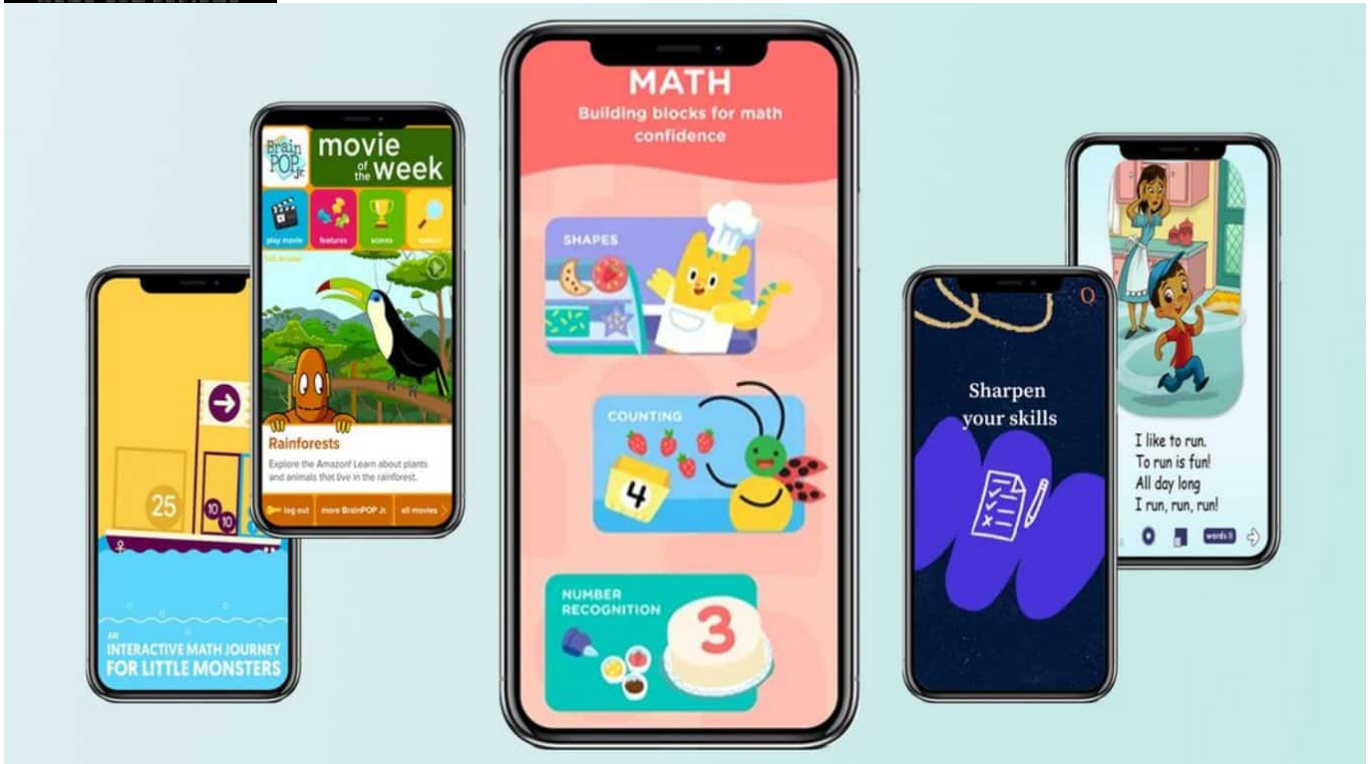 25
10
10
AN
INTERACTIVE MATH JOURNEY
FOR LITTLE MONSTERS
Brain
POP
Jr.
movie
of the week
play movie
features
scores
Rainforests
Explore the Amazon! Learn about plants
and animals that live in the rainforest.
log out
more BrainPOP Jr.
all movies
MATH
Building blocks for math
confidence
SHAPES
COUNTING
4
NUMBER
RECOGNITION
3
Q
Sharpen
your skills
I like to run.
To run is fun!
All day long
I run, run, run!